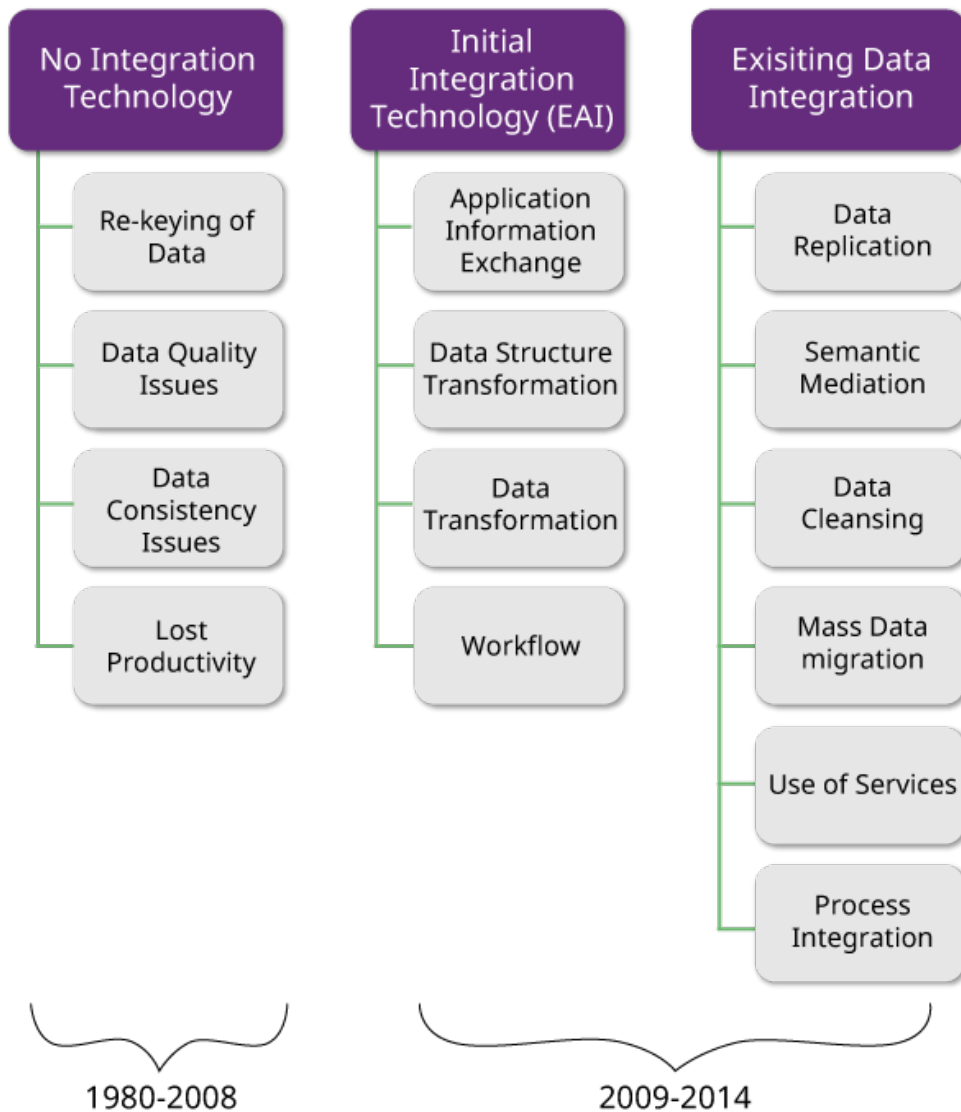 No Integration
Technology
Re-keying of
Data
Data Quality
Issues
Data
Consistency
Issues
Lost
Productivity
Initial
Integration
Technology (EAI)
Application
Information
Exchange
Data Structure
Transformation
Data
Transformation
Workflow
Exisiting Data
Integration
Data
Replication
Semantic
Mediation
Data
Cleansing
Mass Data
migration
Use of Services
Process
Integration
1980-2008
2009-2014